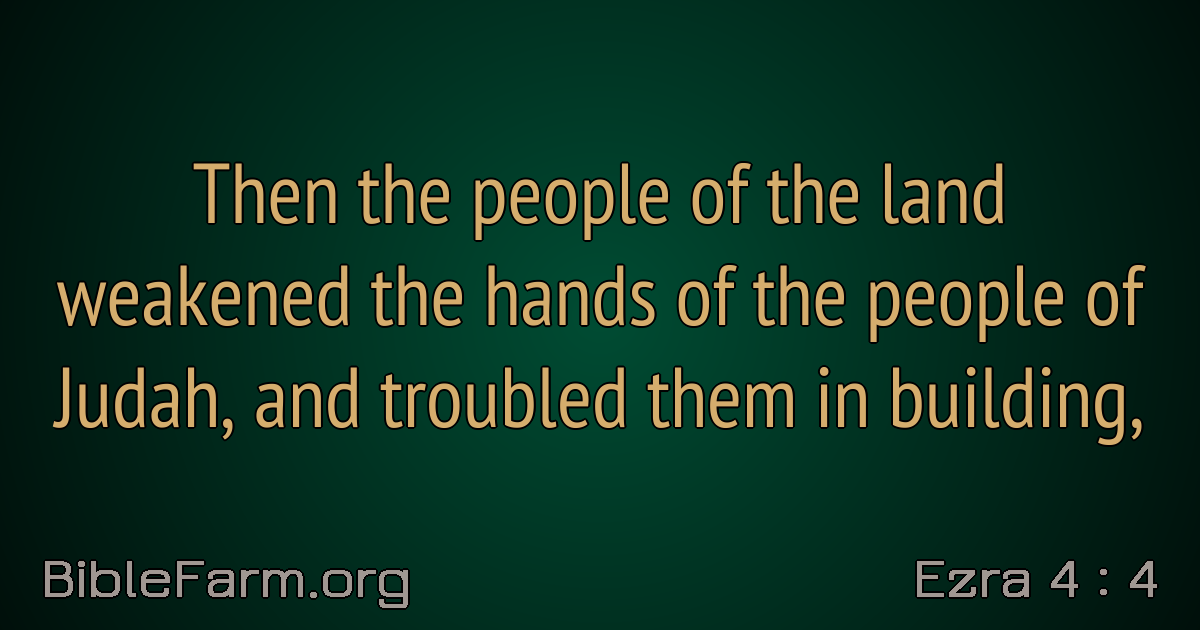 Then the people of the land
weakened the hands of the people of
Judah, and troubled them in building,
BibleFarm.org
Ezra 4 : 4